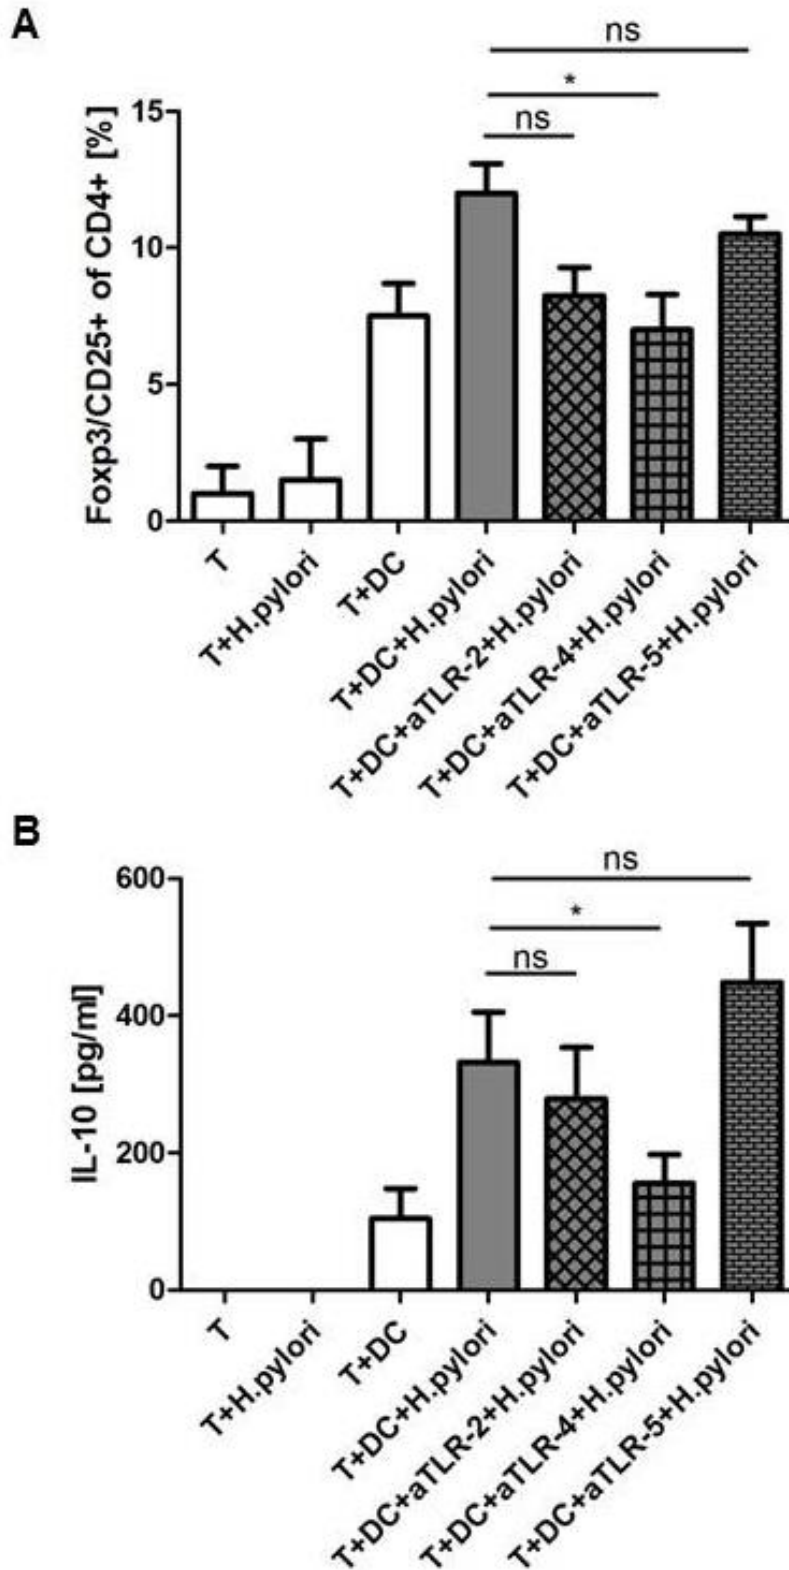 A
ns
*
ns
Foxp3/CD25+ of CD4+ [%]
15
10
5
0
T
T+H.pylori
T+DC
T+DC+H.pylori
T+DC+aTLR-2+H.pylori
T+DC+aTLR-4+H.pylori
T+DC+aTLR-5+H.pylori
B
ns
*
ns
IL-10 [pg/ml]
600
400
200
0
T
T+H.pylori
T+DC
T+DC+H.pylori
T+DC+aTLR-2+H.pylori
T+DC+aTLR-4+H.pylori
T+DC+aTLR-5+H.pylori